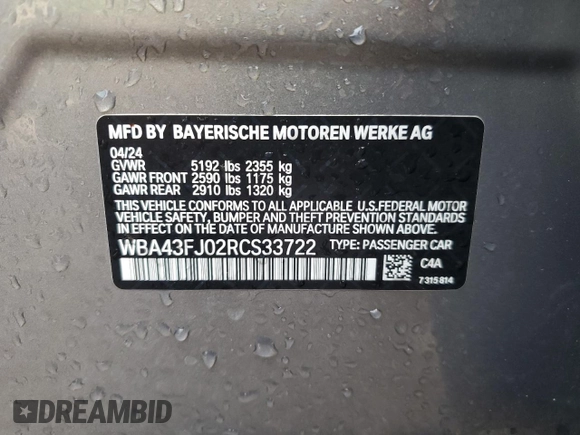 MFD BY BAYERISCHE MOTOREN WERKE AG
04/24
GVWR 5192 lbs 2355 kg
GAWR FRONT 2590 lbs 1175 kg
GAWR REAR 2910 lbs 1320 kg
THIS VEHICLE CONFORMS TO ALL APPLICABLE U.S.FEDERAL MOTOR
VEHICLE SAFETY, BUMPER AND THEFT PREVENTION STANDARDS
IN EFFECT ON THE DATE OF MANUFACTURE SHOWN ABOVE.
WBA43FJ02RCS33722 TYPE: PASSENGER CAR
C4A
7315814
DREAMBID